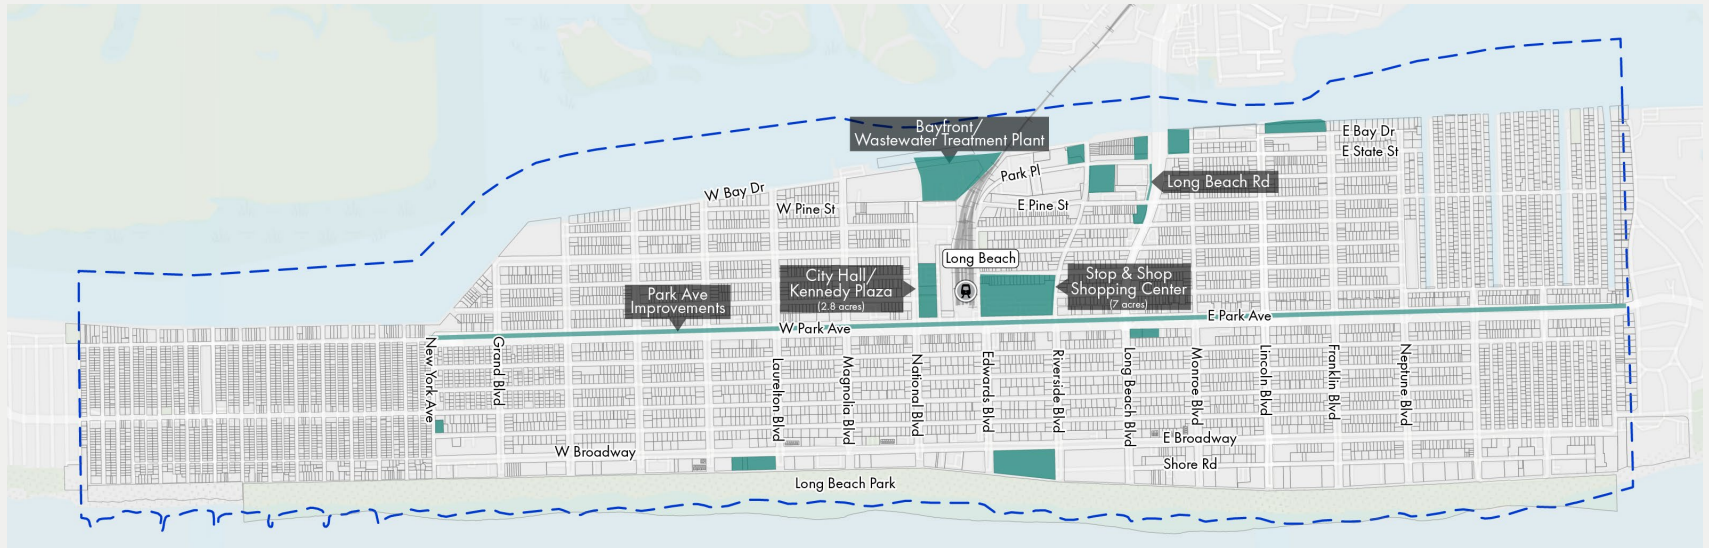 Bayfront/
Wastewater Treatment Plant
E Bay Dr
E State St
Park Pl
Long Beach Rd
W Bay Dr
W Pine St
E Pine St
Long Beach
City Hall/
Kennedy Plaza
(2.8 acres)
Stop & Shop
Shopping Center
(7 acres)
Park Ave
Improvements
W Park Ave
E Park Ave
New York Ave
Grand Blvd
Laurelton Blvd
Magnolia Blvd
National Blvd
Edwards Blvd
Riverside Blvd
Long Beach Blvd
Monroe Blvd
Lincoln Blvd
Franklin Blvd
Neptune Blvd
W Broadway
E Broadway
Shore Rd
Long Beach Park